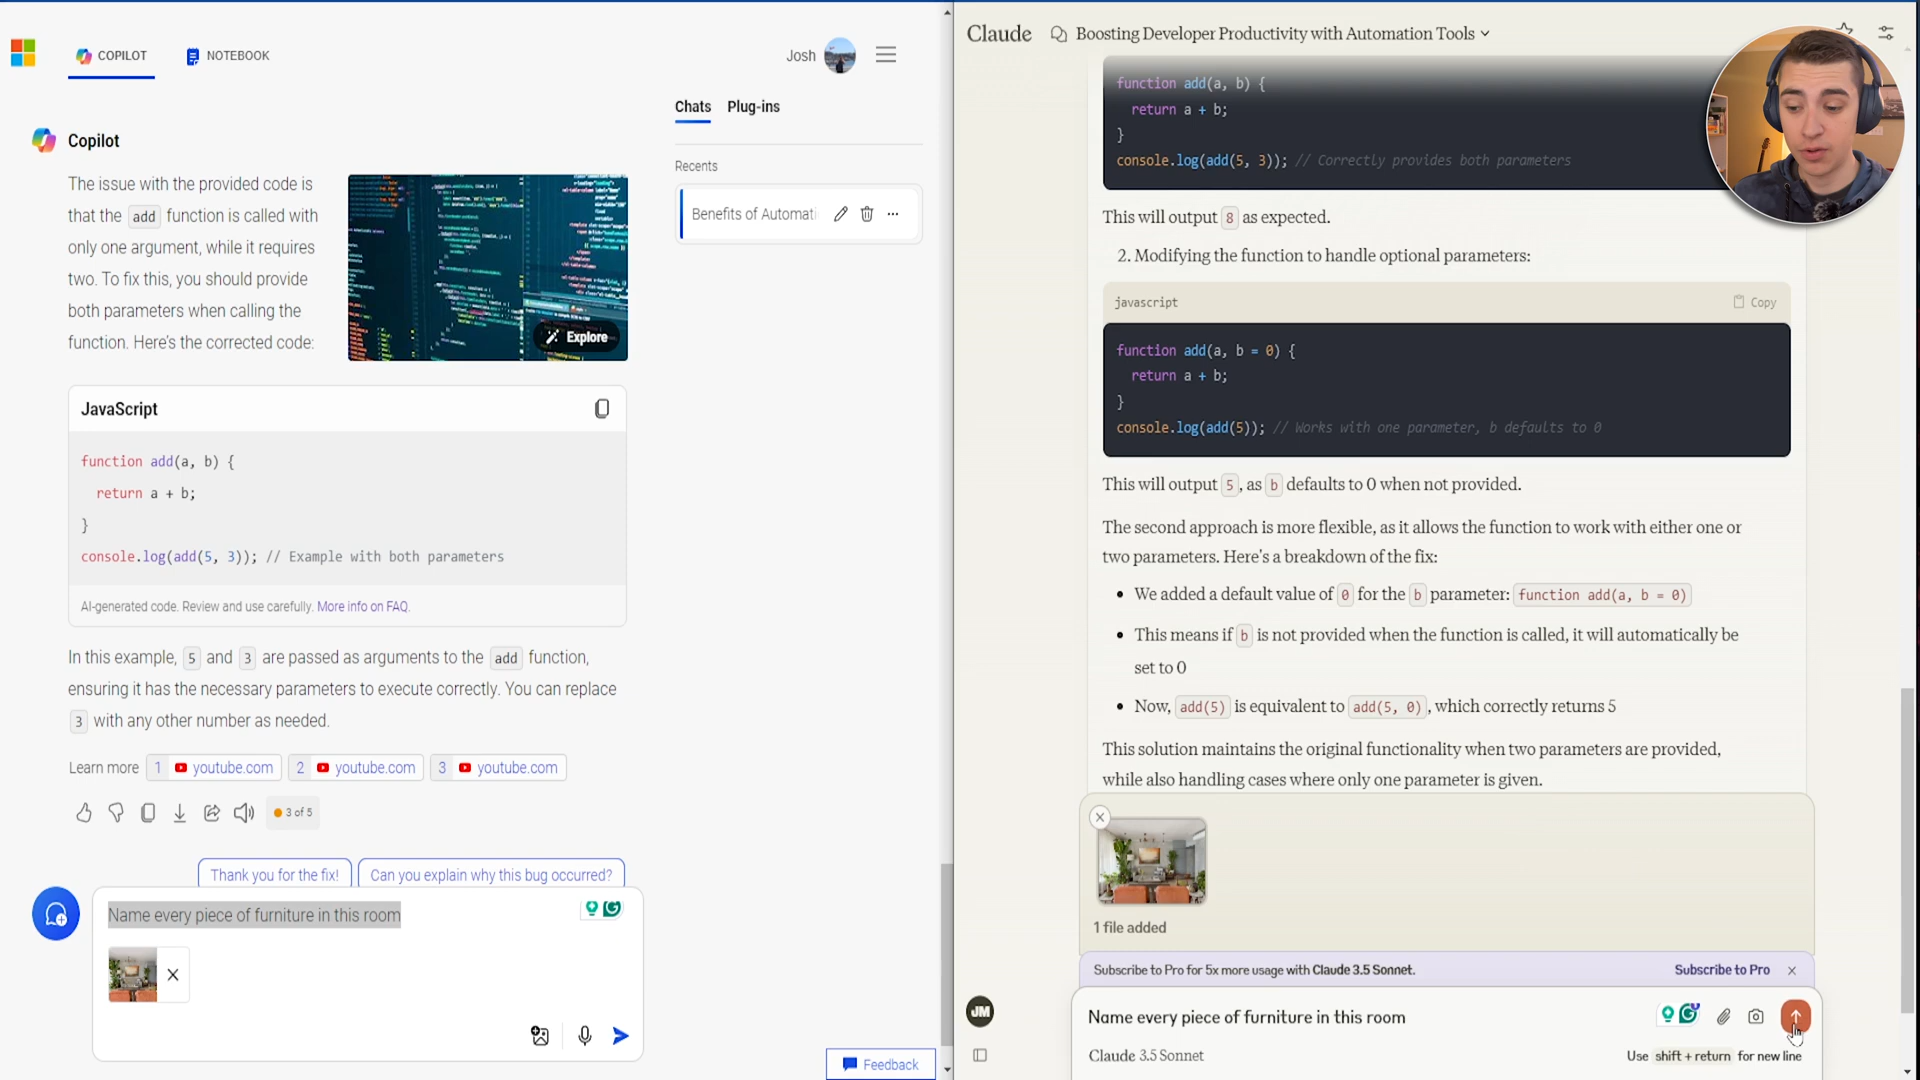 COPILOT
NOTEBOOK
Josh
Chats
Plug-ins
Recents
Benefits of Automati
Copilot
The issue with the provided code is
that the add function is called with
only one argument, while it requires
two. To fix this, you should provide
both parameters when calling the
function. Here's the corrected code:
Explore
JavaScript
function add(a, b) {
return a + b;
}
console.log(add(5, 3)); // Example with both parameters
AI-generated code. Review and use carefully. More info on FAQ.
In this example, 5 and 3 are passed as arguments to the add function,
ensuring it has the necessary parameters to execute correctly. You can replace
3 with any other number as needed.
Learn more 1 youtube.com 2 youtube.com 3 youtube.com
3 of 5
Thank you for the fix!
Can you explain why this bug occurred?
Name every piece of furniture in this room
Feedback
Claude
Boosting Developer Productivity with Automation Tools
function add(a, b) {
return a + b;
}
console.log(add(5, 3)); // Correctly provides both parameters
This will output 8 as expected.
2. Modifying the function to handle optional parameters:
javascript
Copy
function add(a, b = 0) {
return a + b;
}
console.log(add(5)); // Works with one parameter, b defaults to 0
This will output 5, as b defaults to 0 when not provided.
The second approach is more flexible, as it allows the function to work with either one or
two parameters. Here's a breakdown of the fix:
• We added a default value of 0 for the b parameter: function add(a, b = 0)
• This means if b is not provided when the function is called, it will automatically be
set to 0
• Now, add(5) is equivalent to add(5, 0), which correctly returns 5
This solution maintains the original functionality when two parameters are provided,
while also handling cases where only one parameter is given.
1 file added
Subscribe to Pro for 5x more usage with Claude 3.5 Sonnet.
Subscribe to Pro
JM
Name every piece of furniture in this room
Claude 3.5 Sonnet
Use shift + return for new line